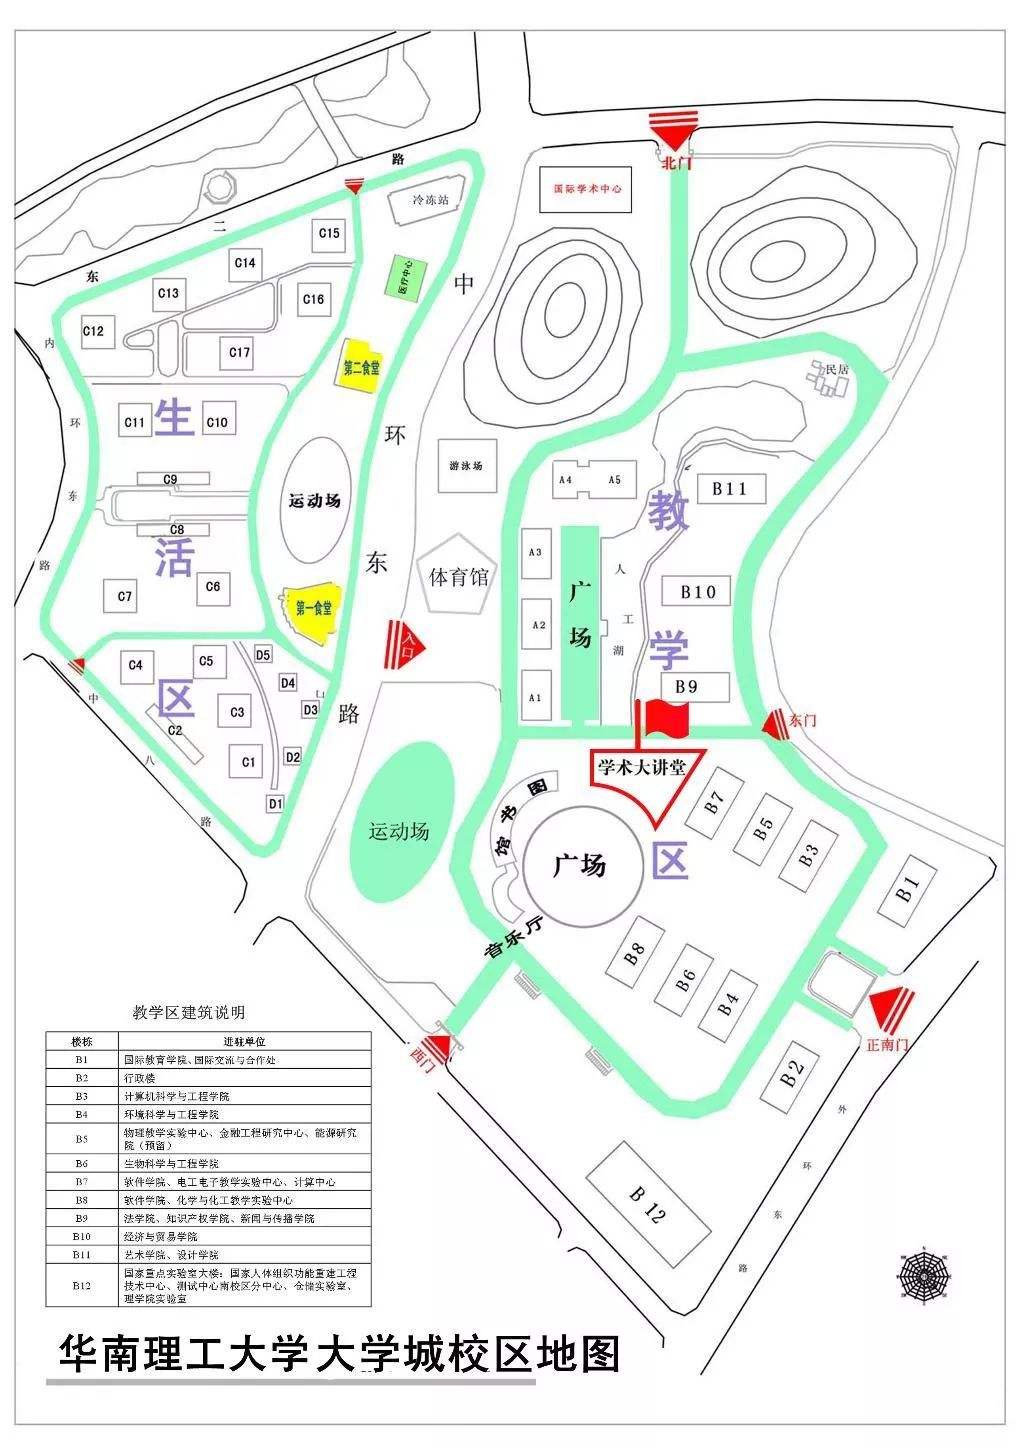 北门
国际学术中心
路
二
东
冷冻站
医疗中心
中
环
东
路
C15
C14
C13
C16
C12
C17
第二食堂
民居
内
环
东
路
C11
生
C10
游泳场
A4
A5
B11
教
C9
运动场
C8
活
A3
体育馆
广
场
人
工
湖
B10
C7
C6
第一食堂
A2
学
入口
C4
C5
D5
D4
D3
A1
B9
区
C3
C2
C1
D2
D1
中
八
路
东门
学术大讲堂
图
书
馆
B7
B5
B3
运动场
广场
区
B1
音乐厅
B8
B6
B4
西门
正南门
B2
外
环
东
路
B 12
教学区建筑说明
楼栋 进驻单位
B1 国际教育学院、国际交流与合作处
B2 行政楼
B3 计算机科学与工程学院
B4 环境科学与工程学院
B5 物理教学实验中心、金融工程研究中心、能源研究
院（预留）
B6 生物科学与工程学院
B7 软件学院、电工电子教学实验中心、计算中心
B8 软件学院、化学与化工教学实验中心
B9 法学院、知识产权学院、新闻与传播学院
B10 经济与贸易学院
B11 艺术学院、设计学院
B12 国家重点实验室大楼：国家人体组织功能重建工程
技术中心、测试中心南校区分中心、仓储实验室、
理学院实验室
华南理工大学大学城校区地图